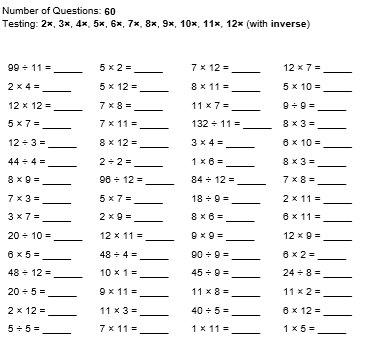 Number of Questions: 60
Testing: 2×, 3×, 4×, 5×, 6×, 7×, 8×, 9×, 10×, 11×, 12× (with inverse)
99 ÷ 11 = _____ 5 × 2 = _____ 7 × 12 = _____ 12 × 7 = _____
2 × 4 = _____ 5 × 12 = _____ 8 × 11 = _____ 5 × 10 = _____
12 × 12 = _____ 7 × 8 = _____ 11 × 7 = _____ 9 ÷ 9 = _____
5 × 7 = _____ 7 × 11 = _____ 132 ÷ 11 = _____ 8 × 3 = _____
12 ÷ 3 = _____ 8 × 12 = _____ 3 × 4 = _____ 6 × 10 = _____
44 ÷ 4 = _____ 2 ÷ 2 = _____ 1 × 6 = _____ 8 × 3 = _____
8 × 9 = _____ 96 ÷ 12 = _____ 84 ÷ 12 = _____ 7 × 8 = _____
7 × 3 = _____ 5 × 7 = _____ 18 ÷ 9 = _____ 2 × 11 = _____
3 × 7 = _____ 2 × 9 = _____ 8 × 6 = _____ 6 × 11 = _____
20 ÷ 10 = _____ 12 × 11 = _____ 9 × 9 = _____ 12 × 9 = _____
6 × 5 = _____ 48 ÷ 4 = _____ 90 ÷ 9 = _____ 6 × 2 = _____
48 ÷ 12 = _____ 10 × 1 = _____ 45 ÷ 9 = _____ 24 ÷ 8 = _____
20 ÷ 5 = _____ 9 × 11 = _____ 11 × 8 = _____ 11 × 2 = _____
2 × 12 = _____ 11 × 3 = _____ 40 ÷ 5 = _____ 6 × 12 = _____
5 ÷ 5 = _____ 7 × 11 = _____ 1 × 11 = _____ 1 × 5 = _____